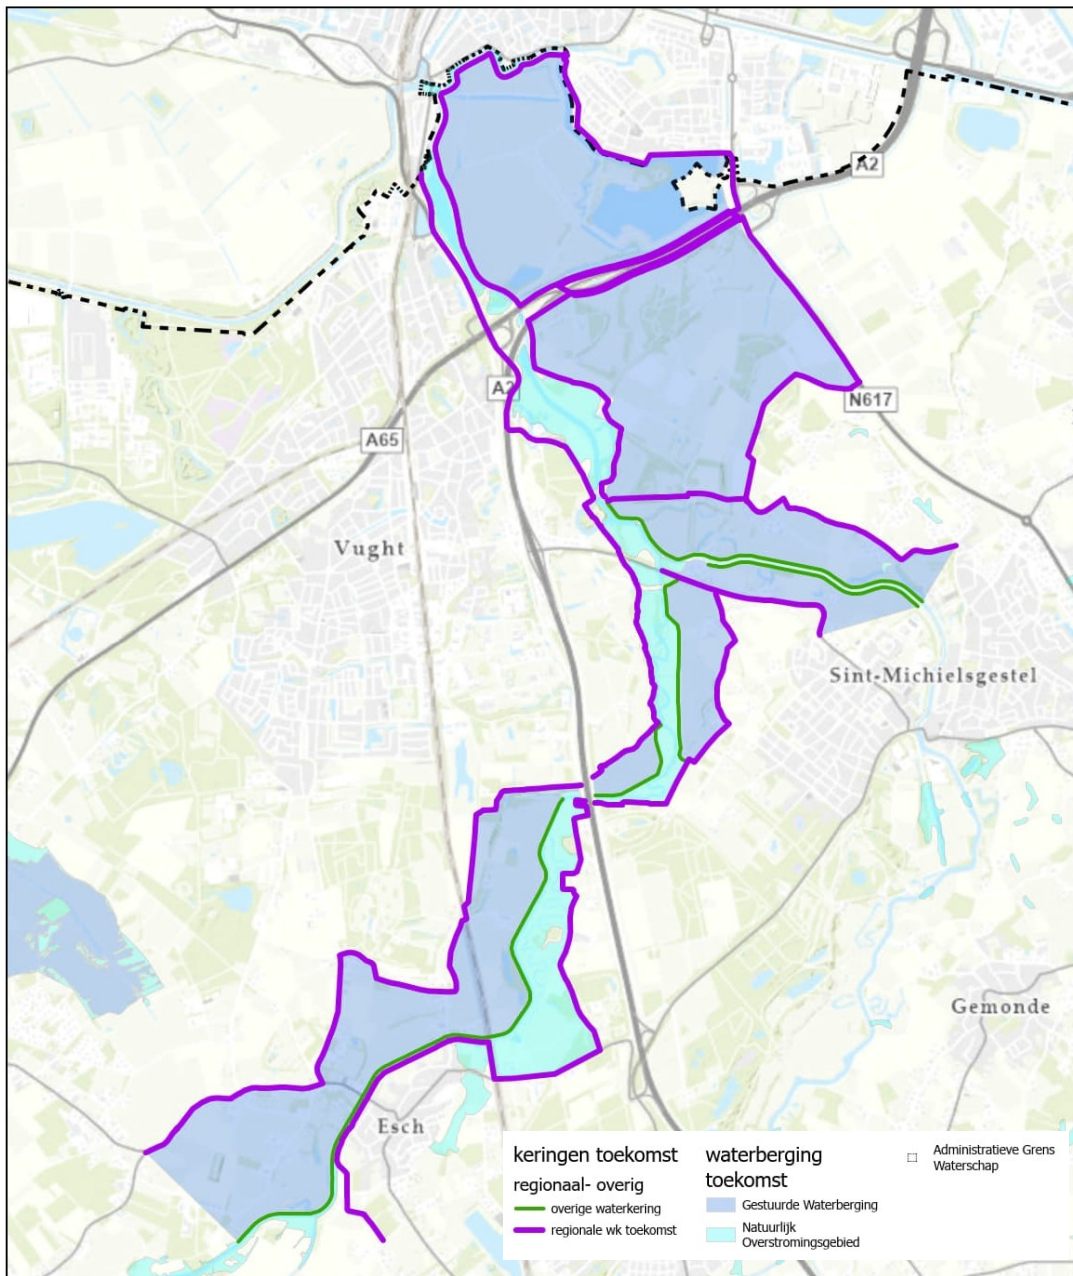 A2
A2
N617
A65
Vught
Sint-Michielsgestel
Gemonde
Esch
keringen toekomst
regionaal- overig
overige waterkering
regionale wk toekomst
waterberging
toekomst
Gestuurde Waterberging
Natuurlijk
Overstromingsgebied
Administratieve Grens
Waterschap